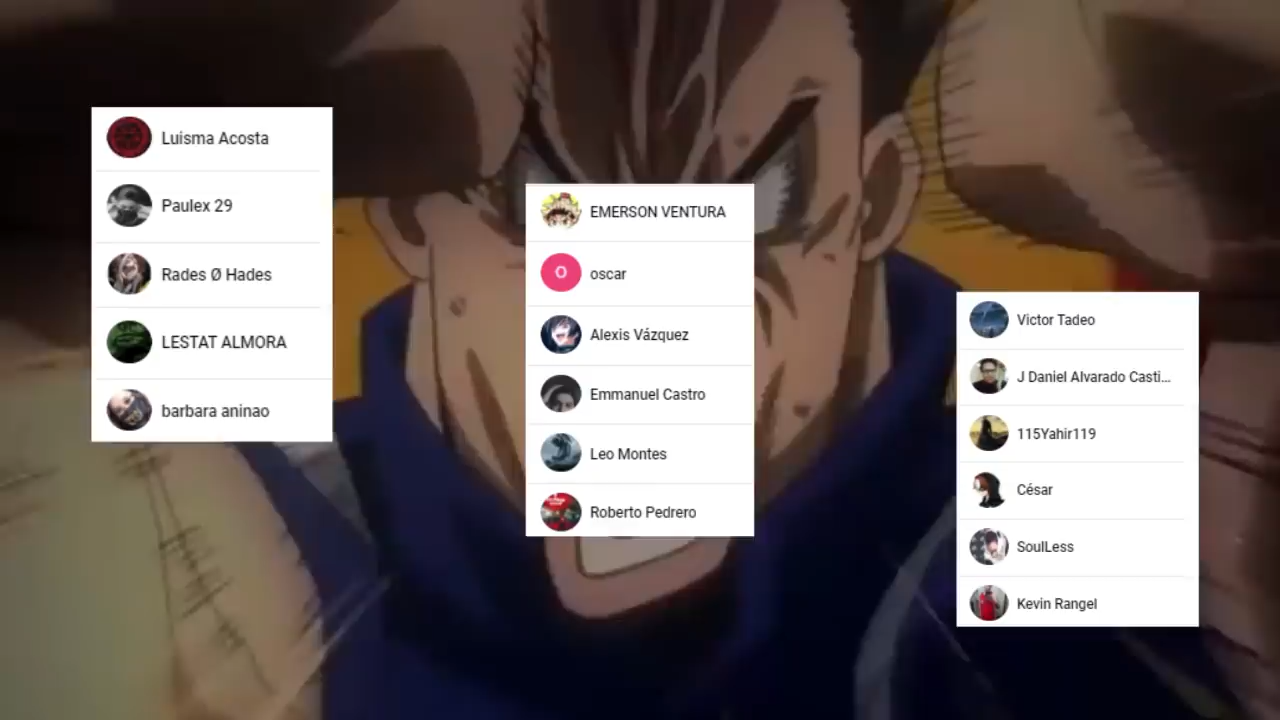 Luisma Acosta
Paulex 29
Rades Ø Hades
LESTAT ALMORA
barbara aninao
EMERSON VENTURA
O
oscar
Alexis Vázquez
Emmanuel Castro
Leo Montes
Roberto Pedrero
Victor Tadeo
J Daniel Alvarado Casti...
115Yahir119
César
SoulLess
Kevin Rangel